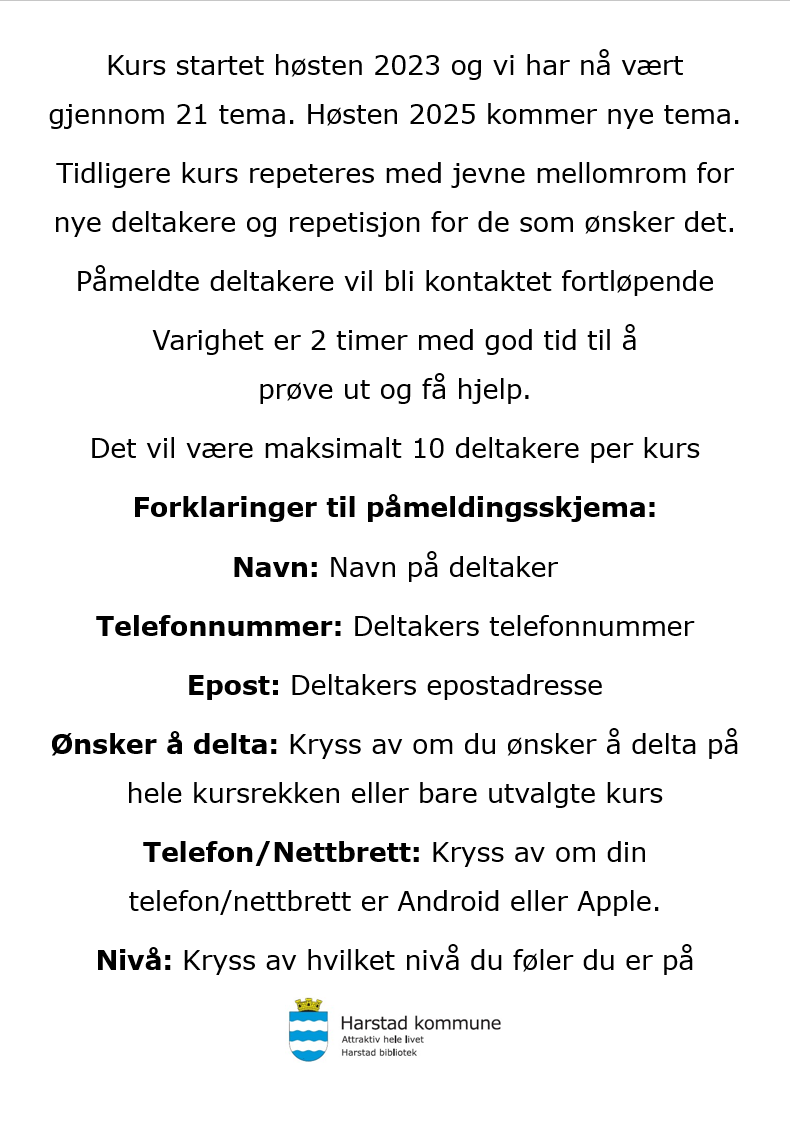 Kurs startet høsten 2023 og vi har nå vært
gjennom 21 tema. Høsten 2025 kommer nye tema.
Tidligere kurs repeteres med jevne mellomrom for
nye deltakere og repetisjon for de som ønsker det.
Påmeldte deltakere vil bli kontaktet fortløpende
Varighet er 2 timer med god tid til å
prøve ut og få hjelp.
Det vil være maksimalt 10 deltakere per kurs
Forklaringer til påmeldingsskjema:
Navn: Navn på deltaker
Telefonnummer: Deltakers telefonnummer
Epost: Deltakers epostadresse
Ønsker å delta: Kryss av om du ønsker å delta på
hele kursrekken eller bare utvalgte kurs
Telefon/Nettbrett: Kryss av om din
telefon/nettbrett er Android eller Apple.
Nivå: Kryss av hvilket nivå du føler du er på
Harstad kommune
Attraktiv hele livet
Harstad bibliotek